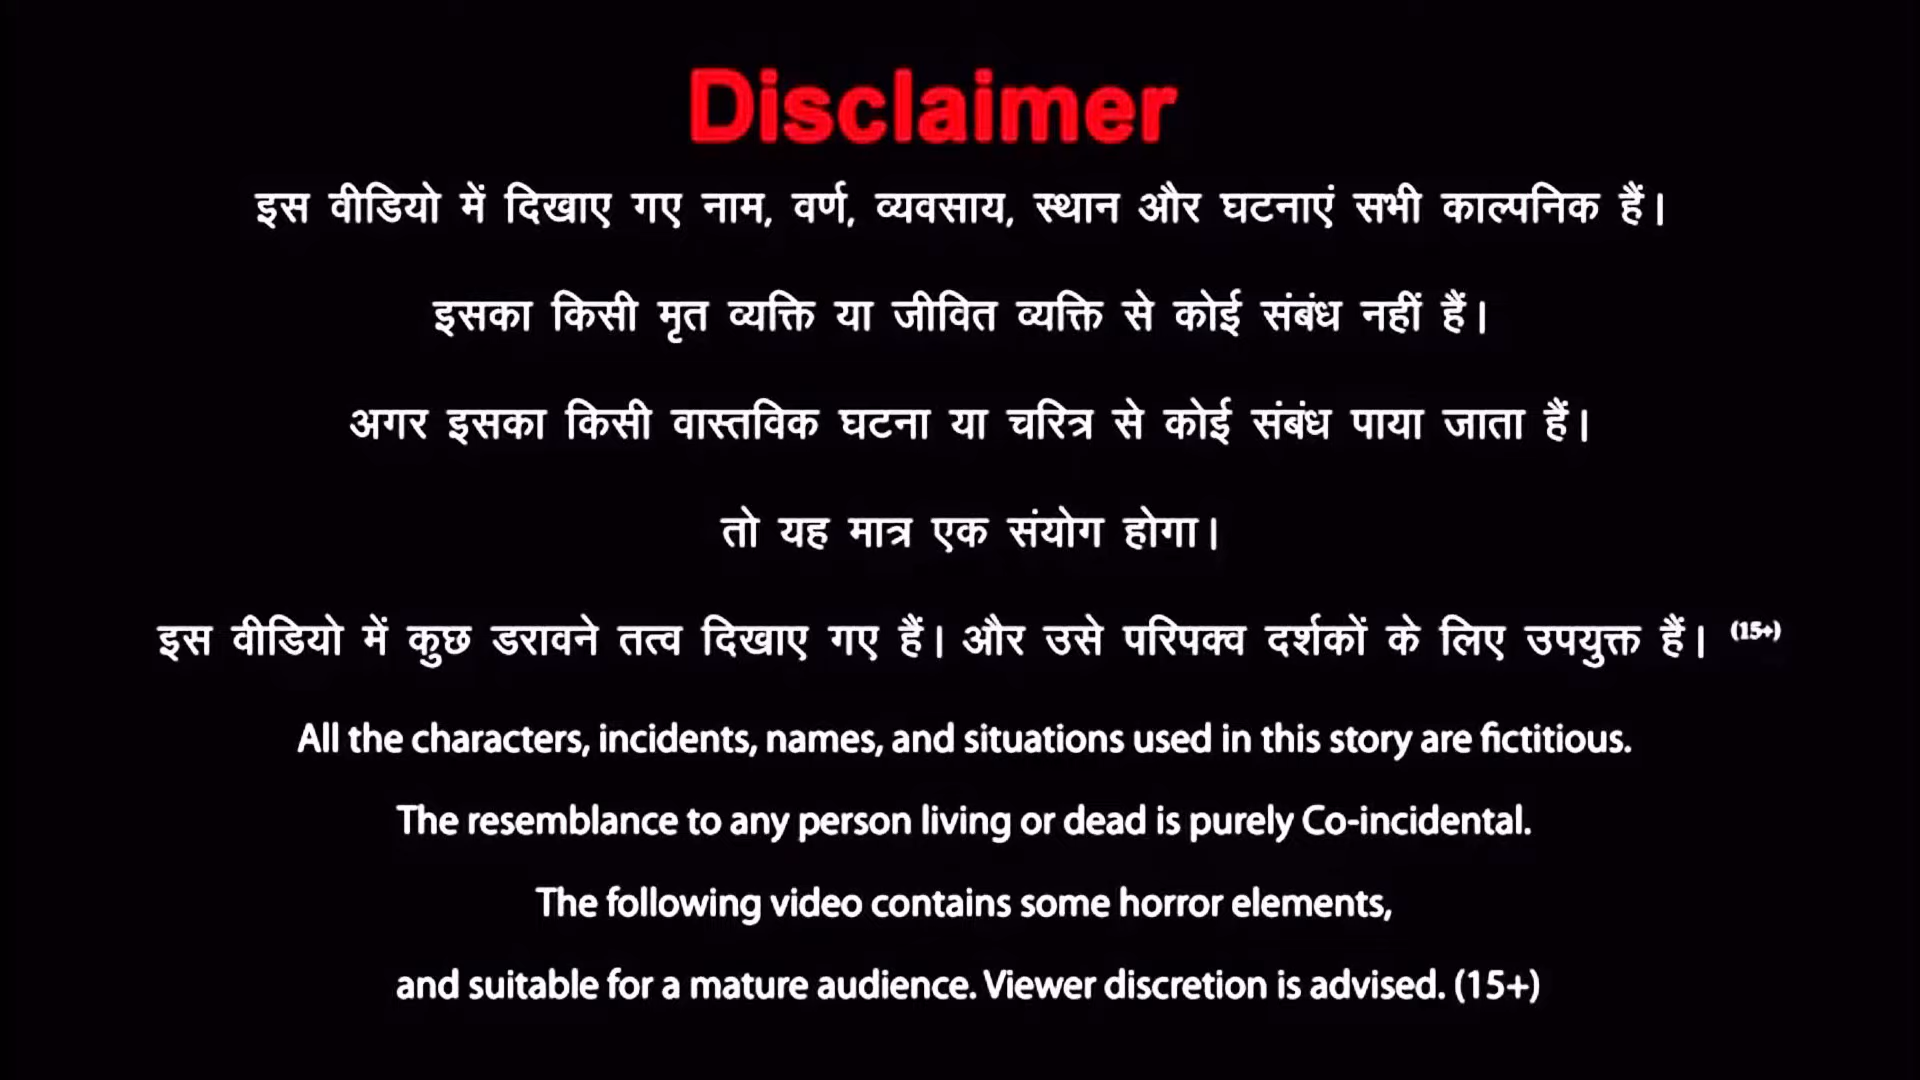 Disclaimer
इस वीडियो में दिखाए गए नाम, वर्ण, व्यवसाय, स्थान और घटनाएं सभी काल्पनिक हैं।
इसका किसी मृत व्यक्ति या जीवित व्यक्ति से कोई संबंध नहीं हैं।
अगर इसका किसी वास्तविक घटना या चरित्र से कोई संबंध पाया जाता हैं।
तो यह मात्र एक संयोग होगा।
इस वीडियो में कुछ डरावने तत्व दिखाए गए हैं। और उसे परिपक्व दर्शकों के लिए उपयुक्त हैं। (15+)
All the characters, incidents, names, and situations used in this story are fictitious.
The resemblance to any person living or dead is purely Co-incidental.
The following video contains some horror elements,
and suitable for a mature audience. Viewer discretion is advised. (15+)